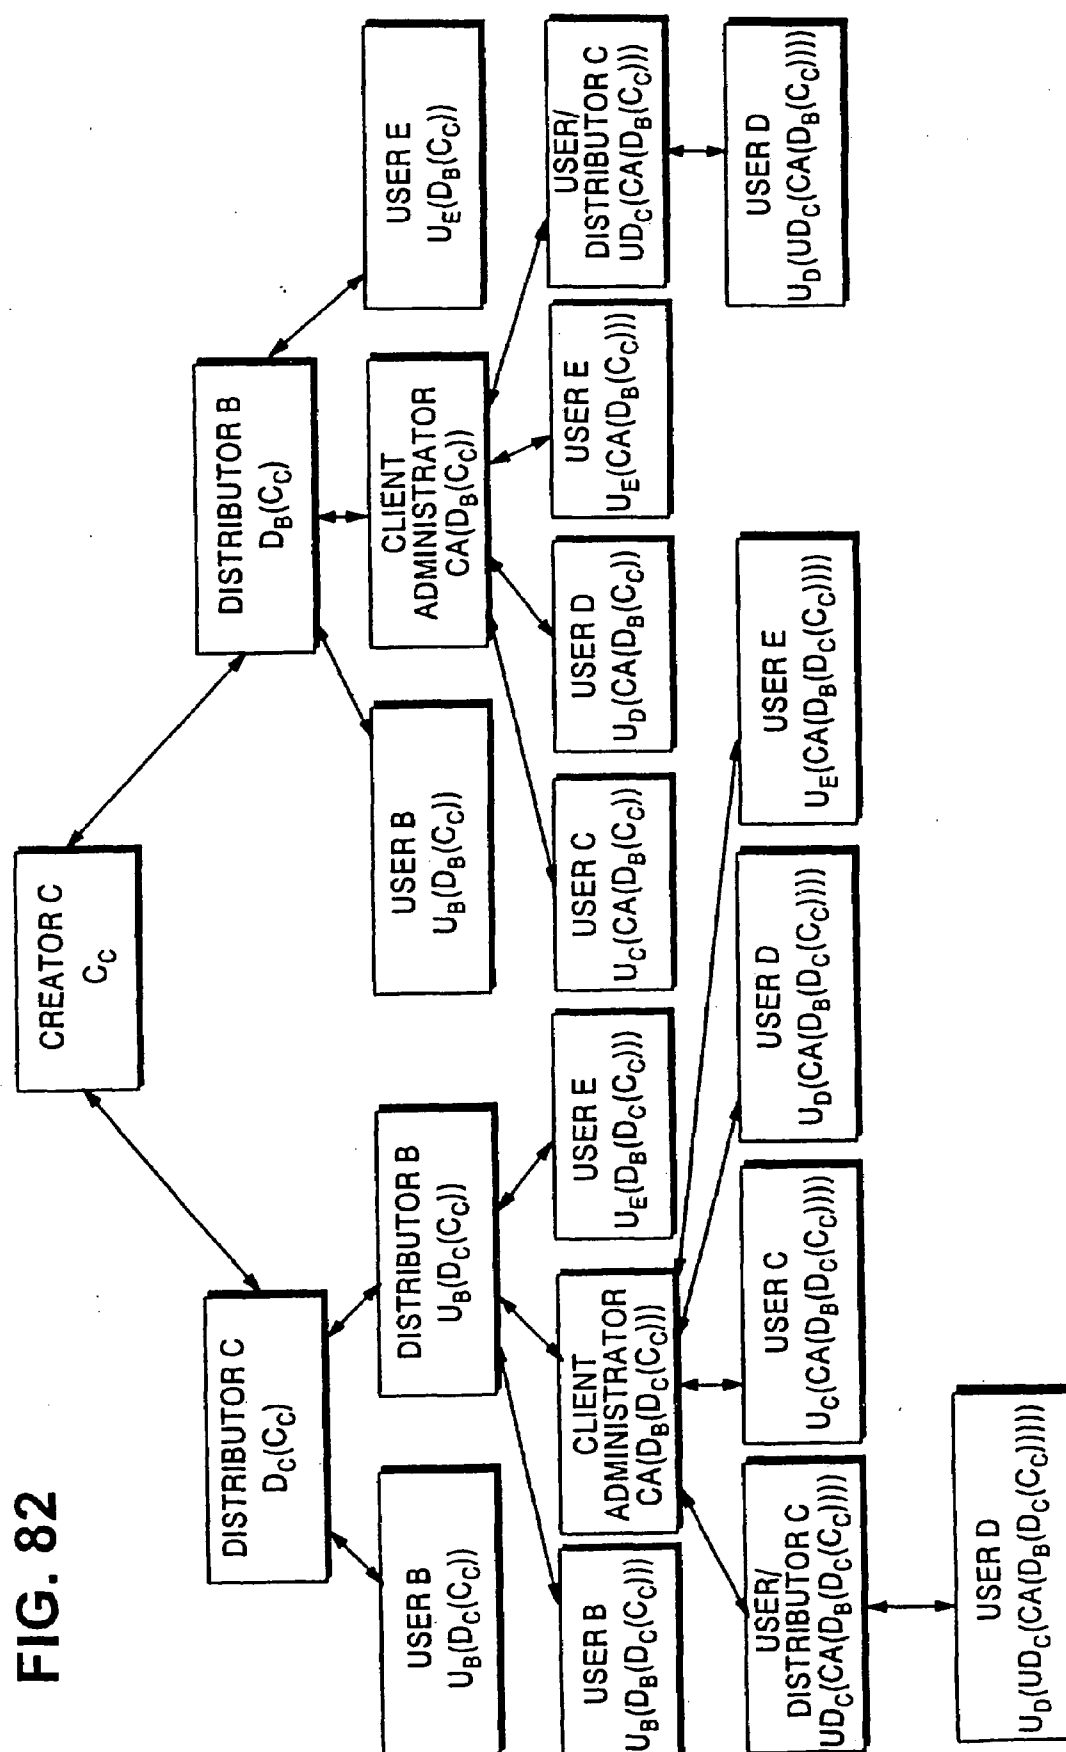 FIG. 82
CREATOR C
C_C
DISTRIBUTOR C
D_C(C_C)
DISTRIBUTOR B
D_B(C_C)
USER B
U_B(D_C(C_C))
DISTRIBUTOR B
U_B(D_C(C_C))
USER B
U_B(D_B(C_C))
CLIENT
ADMINISTRATOR
CA(D_B(C_C))
USER E
U_E(D_B(C_C))
USER B
U_B(D_B(D_C(C_C)))
CLIENT
ADMINISTRATOR
CA(D_B(D_C(C_C)))
USER E
U_E(D_B(D_C(C_C)))
USER C
U_C(CA(D_B(C_C)))
USER D
U_D(CA(D_B(C_C)))
USER E
U_E(CA(D_B(C_C)))
USER/
DISTRIBUTOR C
UD_C(CA(D_B(C_C)))
USER/
DISTRIBUTOR C
UD_C(CA(D_B(D_C(C_C))))
USER C
U_C(CA(D_B(D_C(C_C))))
USER D
U_D(CA(D_B(D_C(C_C))))
USER E
U_E(CA(D_B(D_C(C_C))))
USER D
U_D(UD_C(CA(D_B(C_C))))
USER D
U_D(UD_C(CA(D_B(D_C(C_C)))))